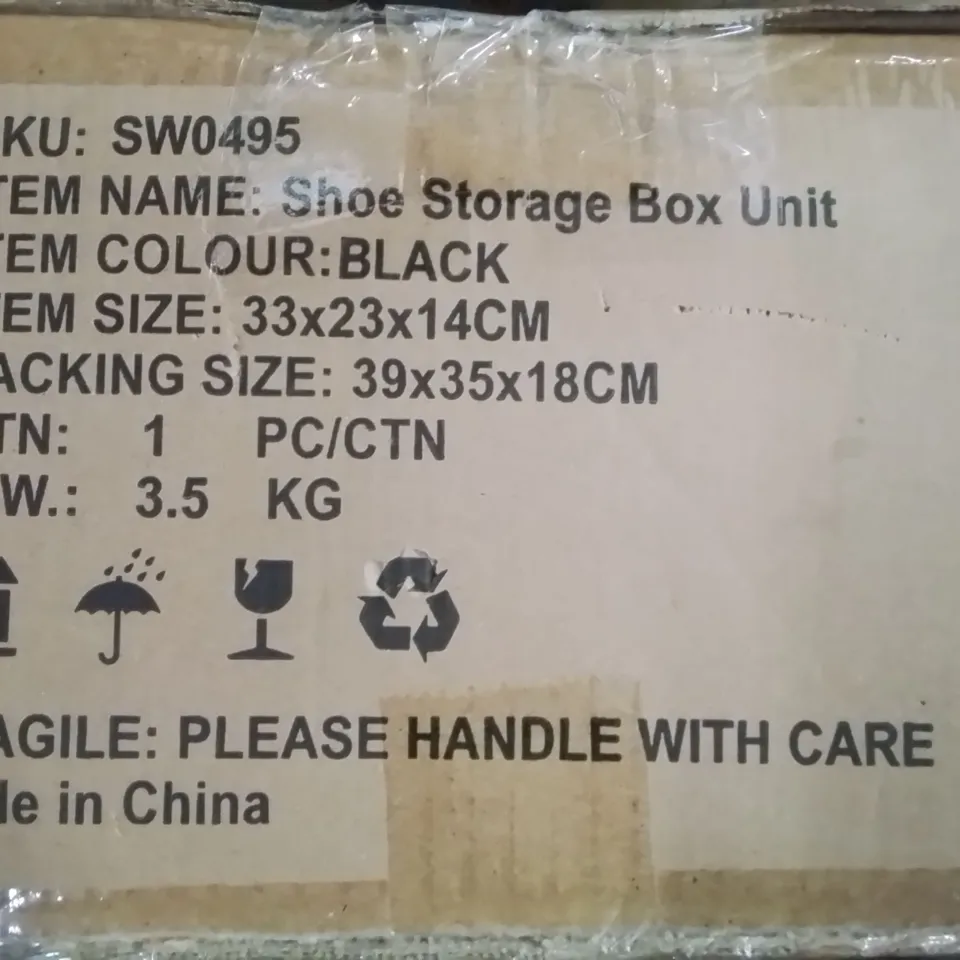 KU: SW0495
TEM NAME: Shoe Storage Box Unit
TEM COLOUR:BLACK
EM SIZE: 33x23x14CM
ACKING SIZE: 39x35x18CM
TN: 1 PC/CTN
W.: 3.5 KG
AGILE: PLEASE HANDLE WITH CARE
de in China